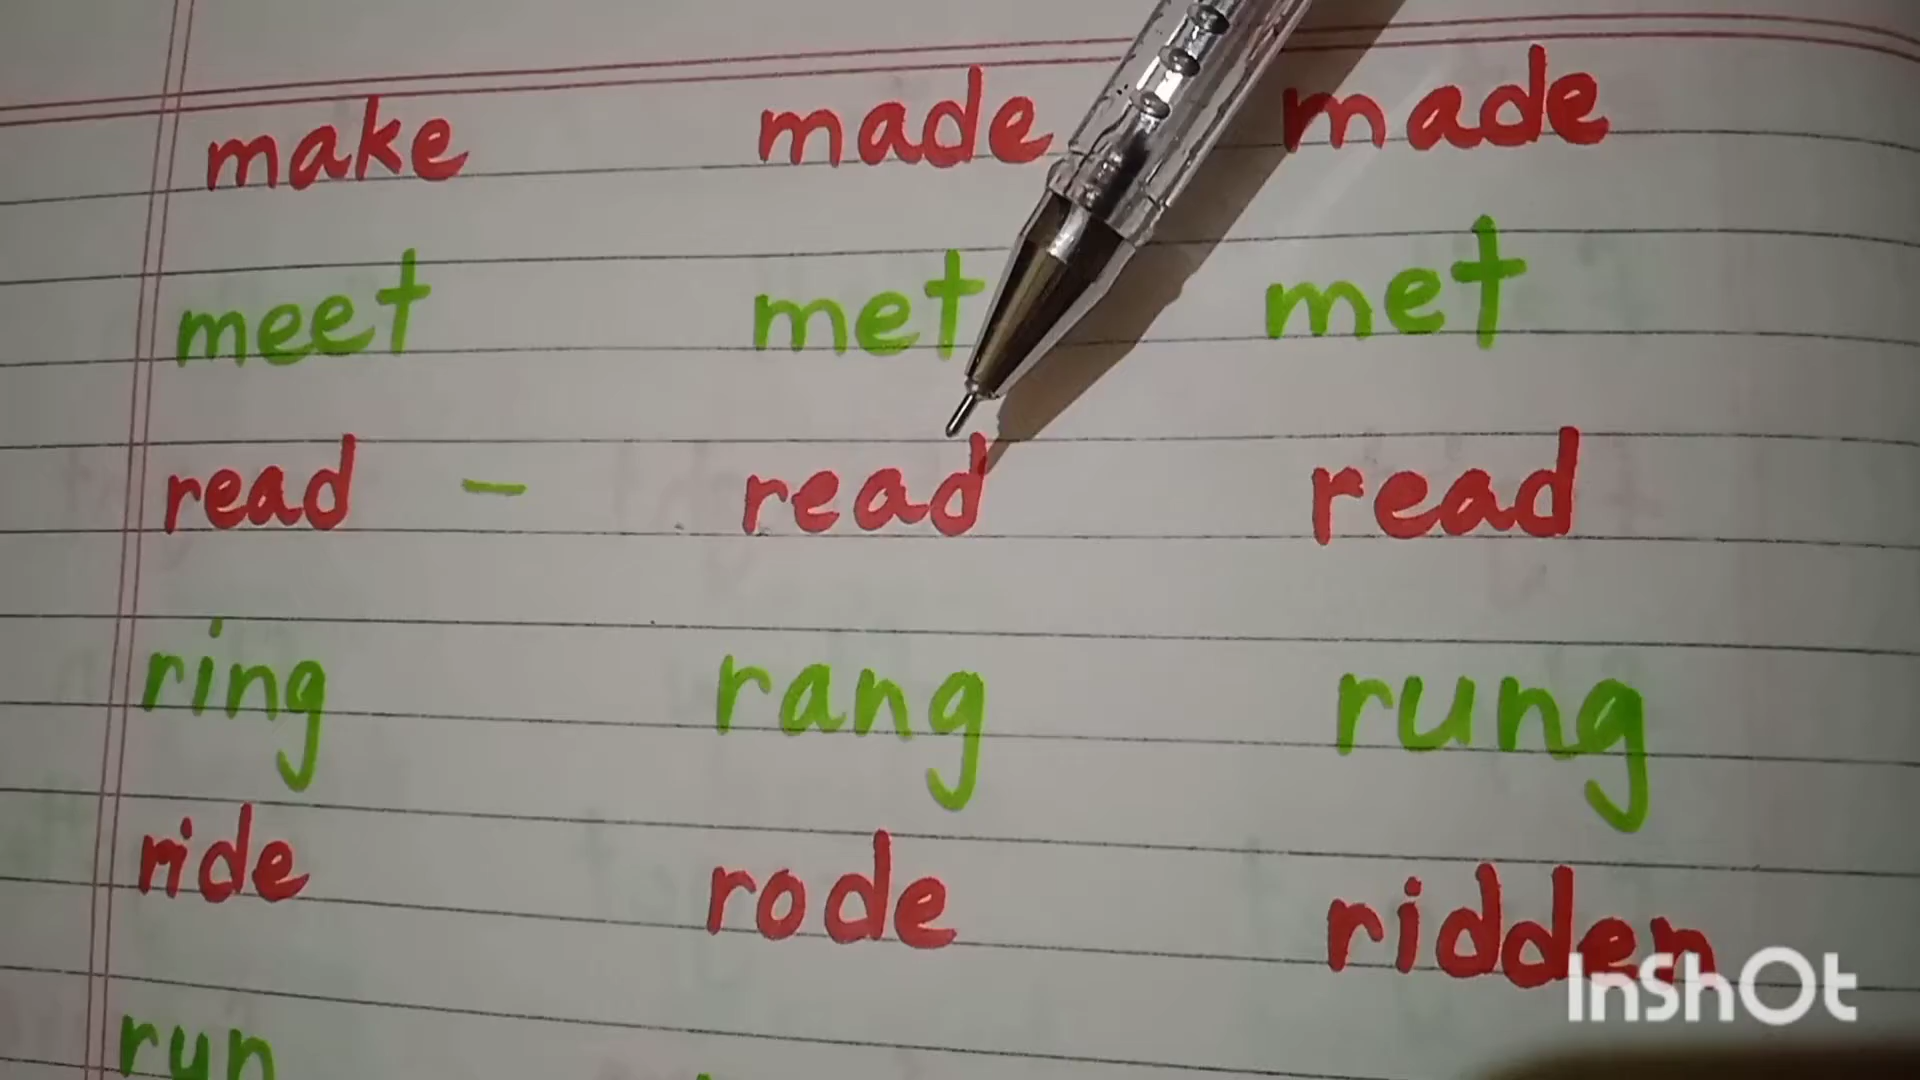 make made made
meet met met
read - read read
ring rang rung
ride rode ridden
run
InShOt